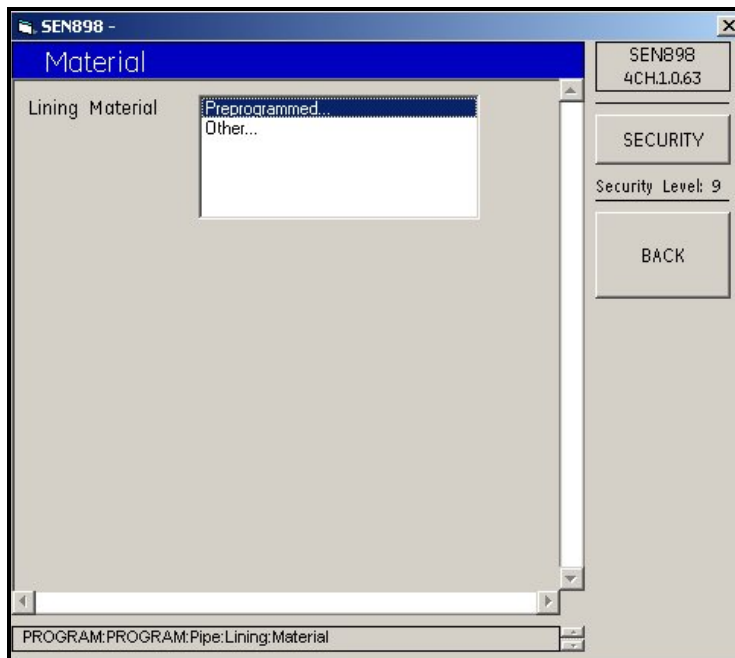 SEN898 -
Material
Lining Material
Preprogrammed...
Other...
SEN898
4CH.1.0.63
SECURITY
Security Level: 9
BACK
PROGRAM:PROGRAM:Pipe:Lining:Material